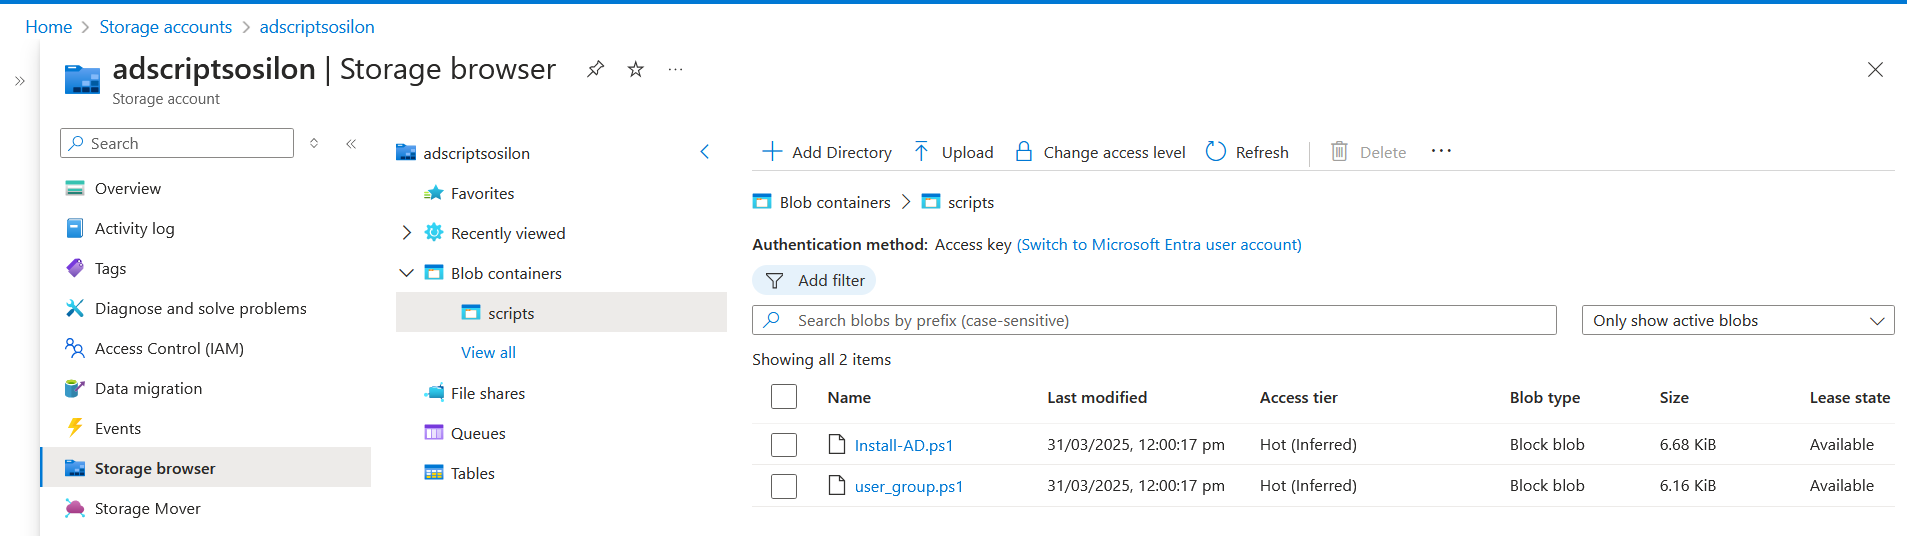 Home > Storage accounts > adscriptsosilon
adscriptsosilon | Storage browser
Storage account
Search
Overview
Activity log
Tags
Diagnose and solve problems
Access Control (IAM)
Data migration
Events
Storage browser
Storage Mover
adscriptsosilon
Favorites
Recently viewed
Blob containers
scripts
View all
File shares
Queues
Tables
Add Directory Upload Change access level Refresh Delete ...
Blob containers > scripts
Authentication method: Access key (Switch to Microsoft Entra user account)
Add filter
Search blobs by prefix (case-sensitive) Only show active blobs
Showing all 2 items
Name Last modified Access tier Blob type Size Lease state
Install-AD.ps1 31/03/2025, 12:00:17 pm Hot (Inferred) Block blob 6.68 KiB Available
user_group.ps1 31/03/2025, 12:00:17 pm Hot (Inferred) Block blob 6.16 KiB Available